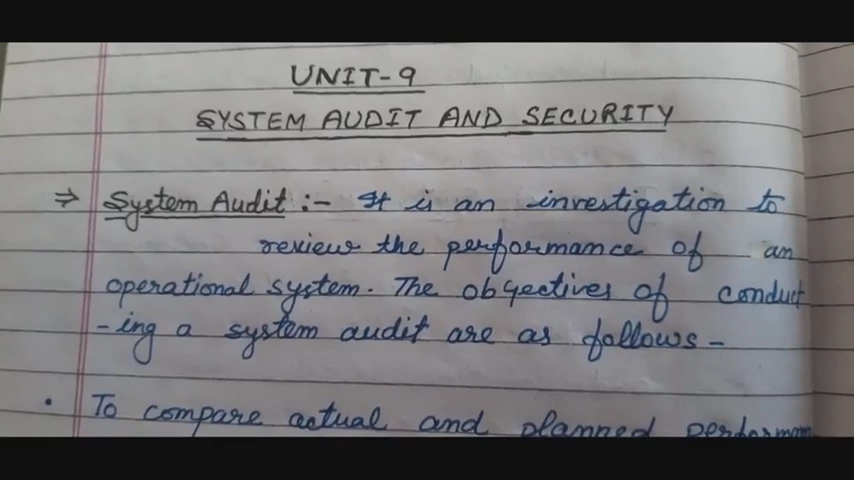 UNIT-9
SYSTEM AUDIT AND SECURITY
⇒ System Audit :- It is an investigation to
review the performance of an
operational system. The objectives of conduct
-ing a system audit are as follows -
• To compare actual and planned